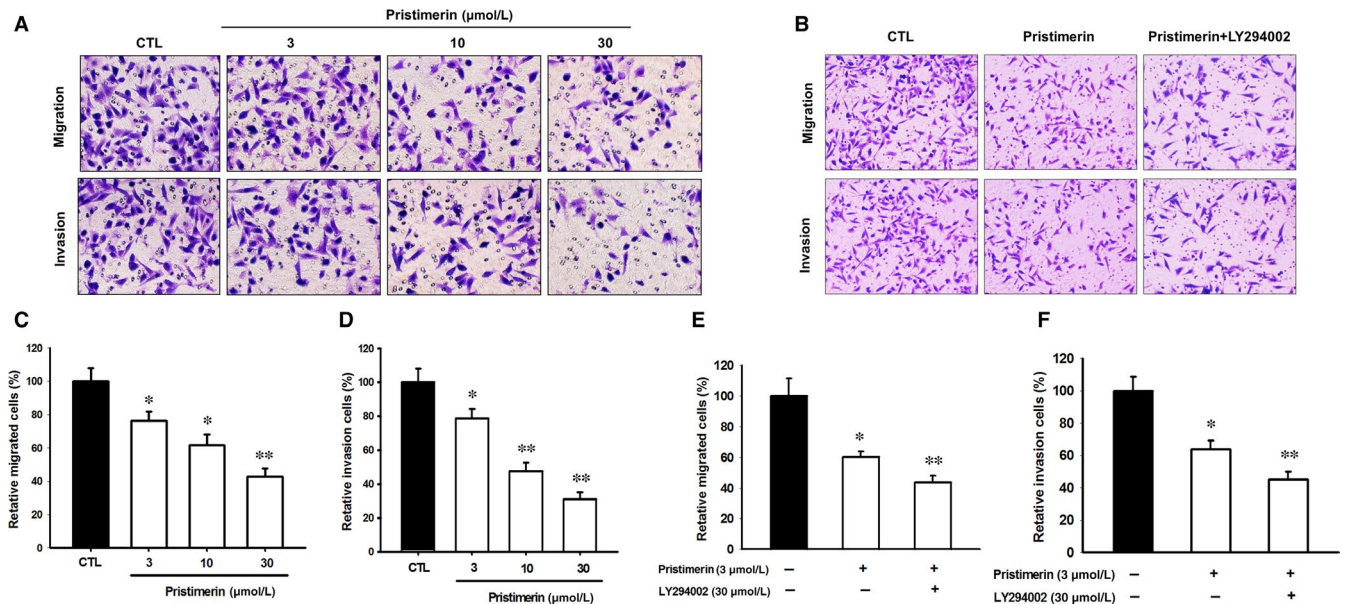 A
Pristimerin (μmol/L)
CTL 3 10 30
Migration
Invasion
B
CTL Pristimerin Pristimerin+LY294002
Migration
Invasion
C
Relative migrated cells (%)
120
100
80
60
40
20
0
*
*
**
CTL 3 10 30
Pristimerin (μmol/L)
D
Relative invasion cells (%)
120
100
80
60
40
20
0
*
**
**
CTL 3 10 30
Pristimerin (μmol/L)
E
Retative migrated cells (%)
120
100
80
60
40
20
0
*
**
Pristimerin (3 μmol/L) – + +
LY294002 (30 μmol/L) – – +
F
Relative invasion cells (%)
120
100
80
60
40
20
0
*
**
Pristimerin (3 μmol/L) – + +
LY294002 (30 μmol/L) – – +